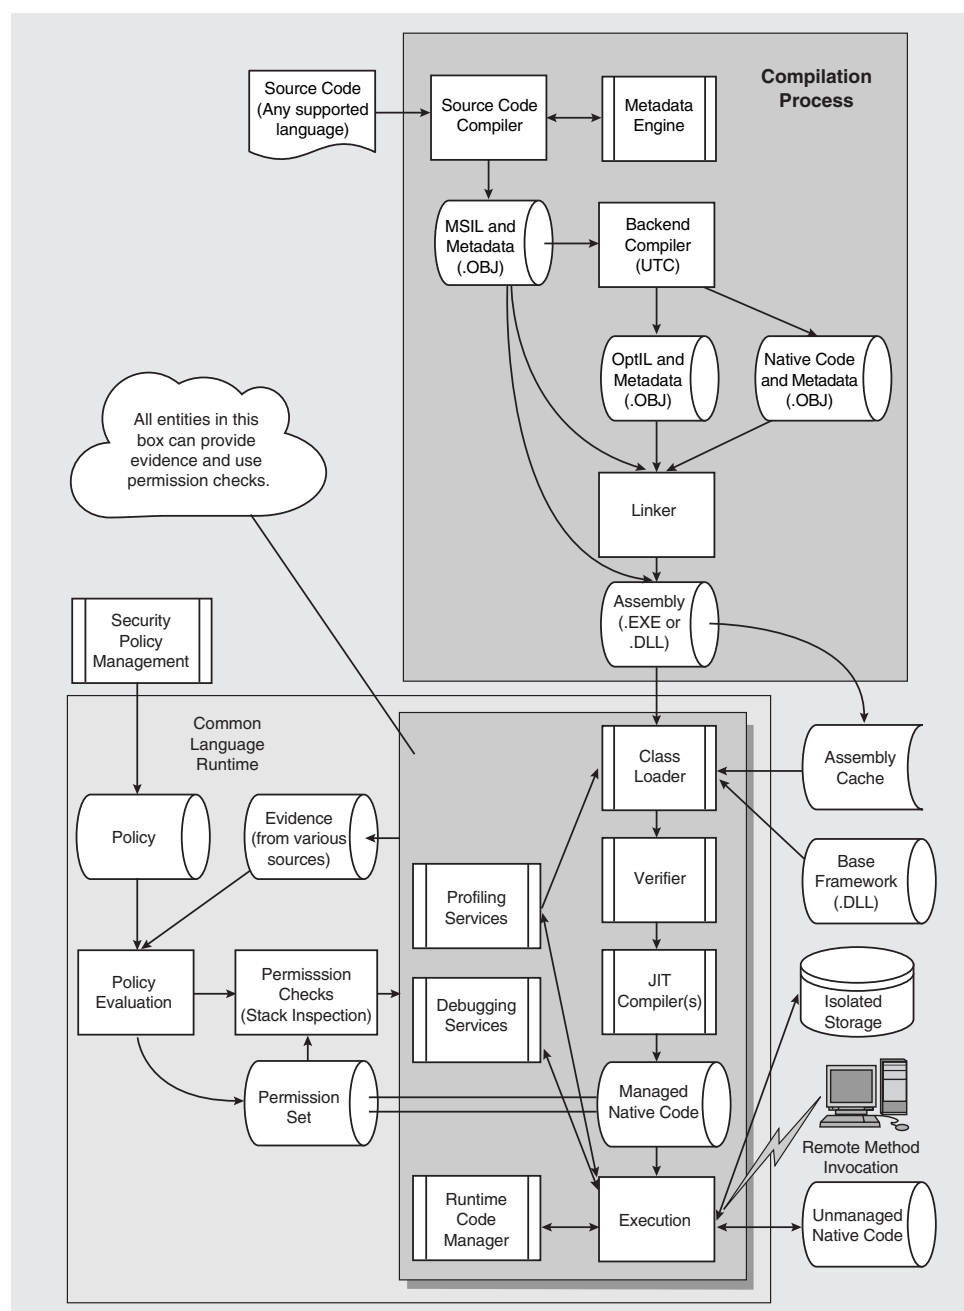 Compilation
Process
Source Code
(Any supported
language)
Source Code
Compiler
Metadata
Engine
MSIL and
Metadata
(.OBJ)
Backend
Compiler
(UTC)
OptIL and
Metadata
(.OBJ)
Native Code
and Metadata
(.OBJ)
All entities in this
box can provide
evidence and use
permission checks.
Linker
Assembly
(.EXE or
.DLL)
Security
Policy
Management
Common
Language
Runtime
Class
Loader
Assembly
Cache
Policy
Evidence
(from various
sources)
Verifier
Base
Framework
(.DLL)
Profiling
Services
Policy
Evaluation
Permisssion
Checks
(Stack Inspection)
Debugging
Services
JIT
Compiler(s)
Isolated
Storage
Permission
Set
Managed
Native Code
Remote Method
Invocation
Runtime
Code
Manager
Execution
Unmanaged
Native Code